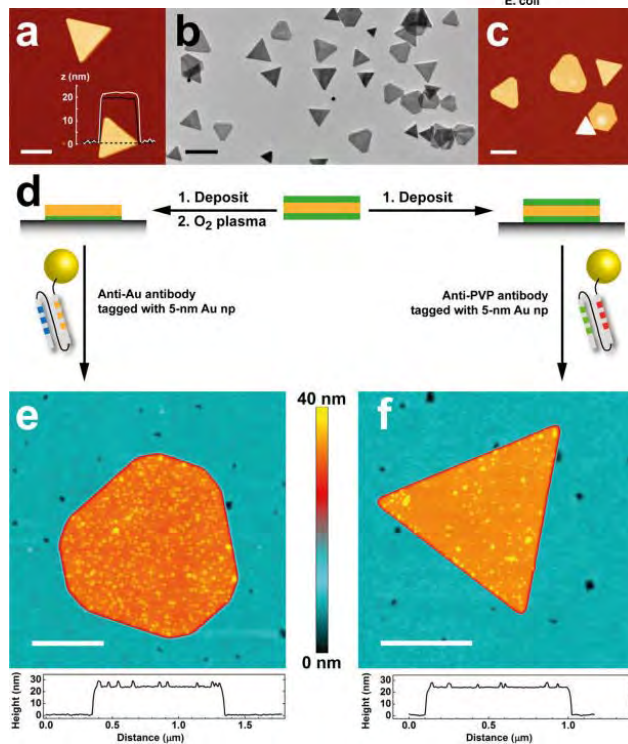 E. coli
a
b
c
z (nm)
20
10
0
d
1. Deposit
2. O2 plasma
1. Deposit
Anti-Au antibody
tagged with 5-nm Au np
Anti-PVP antibody
tagged with 5-nm Au np
e
40 nm
f
0 nm
Height (nm)
30
20
10
0
0.0 0.5 1.0 1.5
Distance (μm)
Height (nm)
30
20
10
0
0.0 0.5 1.0
Distance (μm)